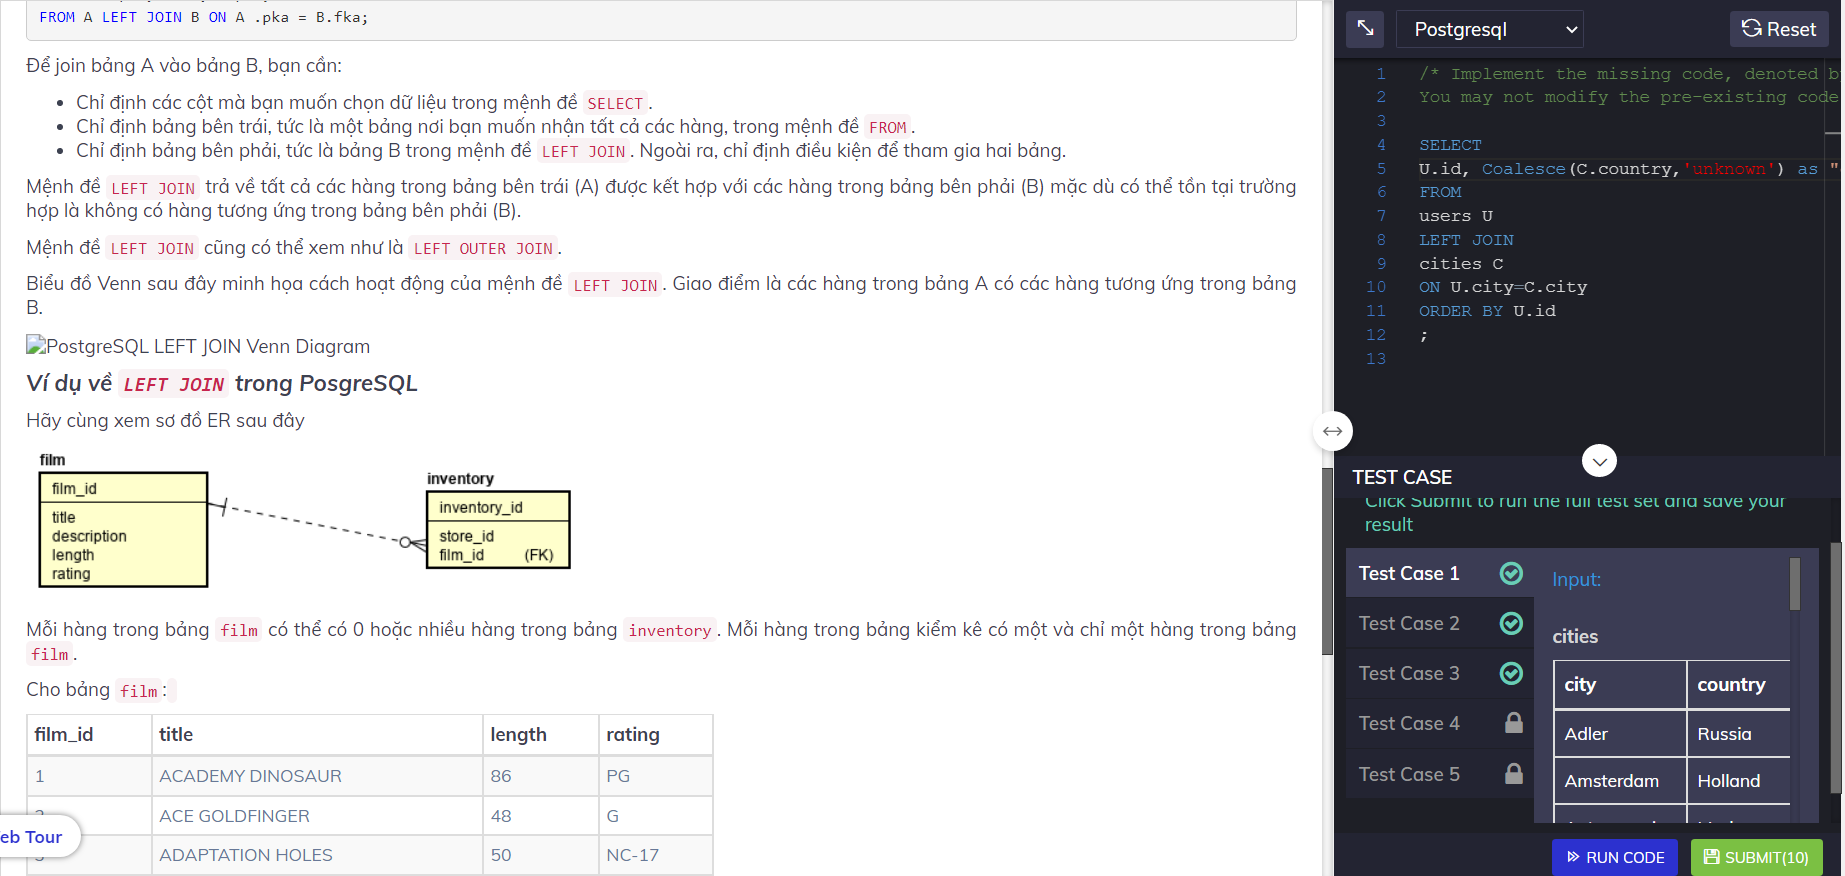 FROM A LEFT JOIN B ON A .pka = B.fka;
Để join bảng A vào bảng B, bạn cần:
Chỉ định các cột mà bạn muốn chọn dữ liệu trong mệnh đề SELECT.
Chỉ định bảng bên trái, tức là một bảng nơi bạn muốn nhận tất cả các hàng, trong mệnh đề FROM.
Chỉ định bảng bên phải, tức là bảng B trong mệnh đề LEFT JOIN. Ngoài ra, chỉ định điều kiện để tham gia hai bảng.
Mệnh đề LEFT JOIN trả về tất cả các hàng trong bảng bên trái (A) được kết hợp với các hàng trong bảng bên phải (B) mặc dù có thể tồn tại trường
hợp là không có hàng tương ứng trong bảng bên phải (B).
Mệnh đề LEFT JOIN cũng có thể xem như là LEFT OUTER JOIN.
Biểu đồ Venn sau đây minh họa cách hoạt động của mệnh đề LEFT JOIN. Giao điểm là các hàng trong bảng A có các hàng tương ứng trong bảng
B.
PostgreSQL LEFT JOIN Venn Diagram
Ví dụ về LEFT JOIN trong PosgreSQL
Hãy cùng xem sơ đồ ER sau đây
film
film_id
title
description
length
rating
inventory
inventory_id
store_id
film_id (FK)
Mỗi hàng trong bảng film có thể có 0 hoặc nhiều hàng trong bảng inventory. Mỗi hàng trong bảng kiểm kê có một và chỉ một hàng trong bảng
film.
Cho bảng film:
film_id title length rating
1 ACADEMY DINOSAUR 86 PG
ACE GOLDFINGER 48 G
ADAPTATION HOLES 50 NC-17
eb Tour
Postgresql
Reset
1 /* Implement the missing code, denoted b
2 You may not modify the pre-existing code
3
4 SELECT
5 U.id, Coalesce(C.country,'unknown') as "
6 FROM
7 users U
8 LEFT JOIN
9 cities C
10 ON U.city=C.city
11 ORDER BY U.id
12 ;
13
TEST CASE
Click Submit to run the full test set and save your
result
Test Case 1
Test Case 2
Test Case 3
Test Case 4
Test Case 5
Input:
cities
city country
Adler Russia
Amsterdam Holland
RUN CODE
SUBMIT(10)